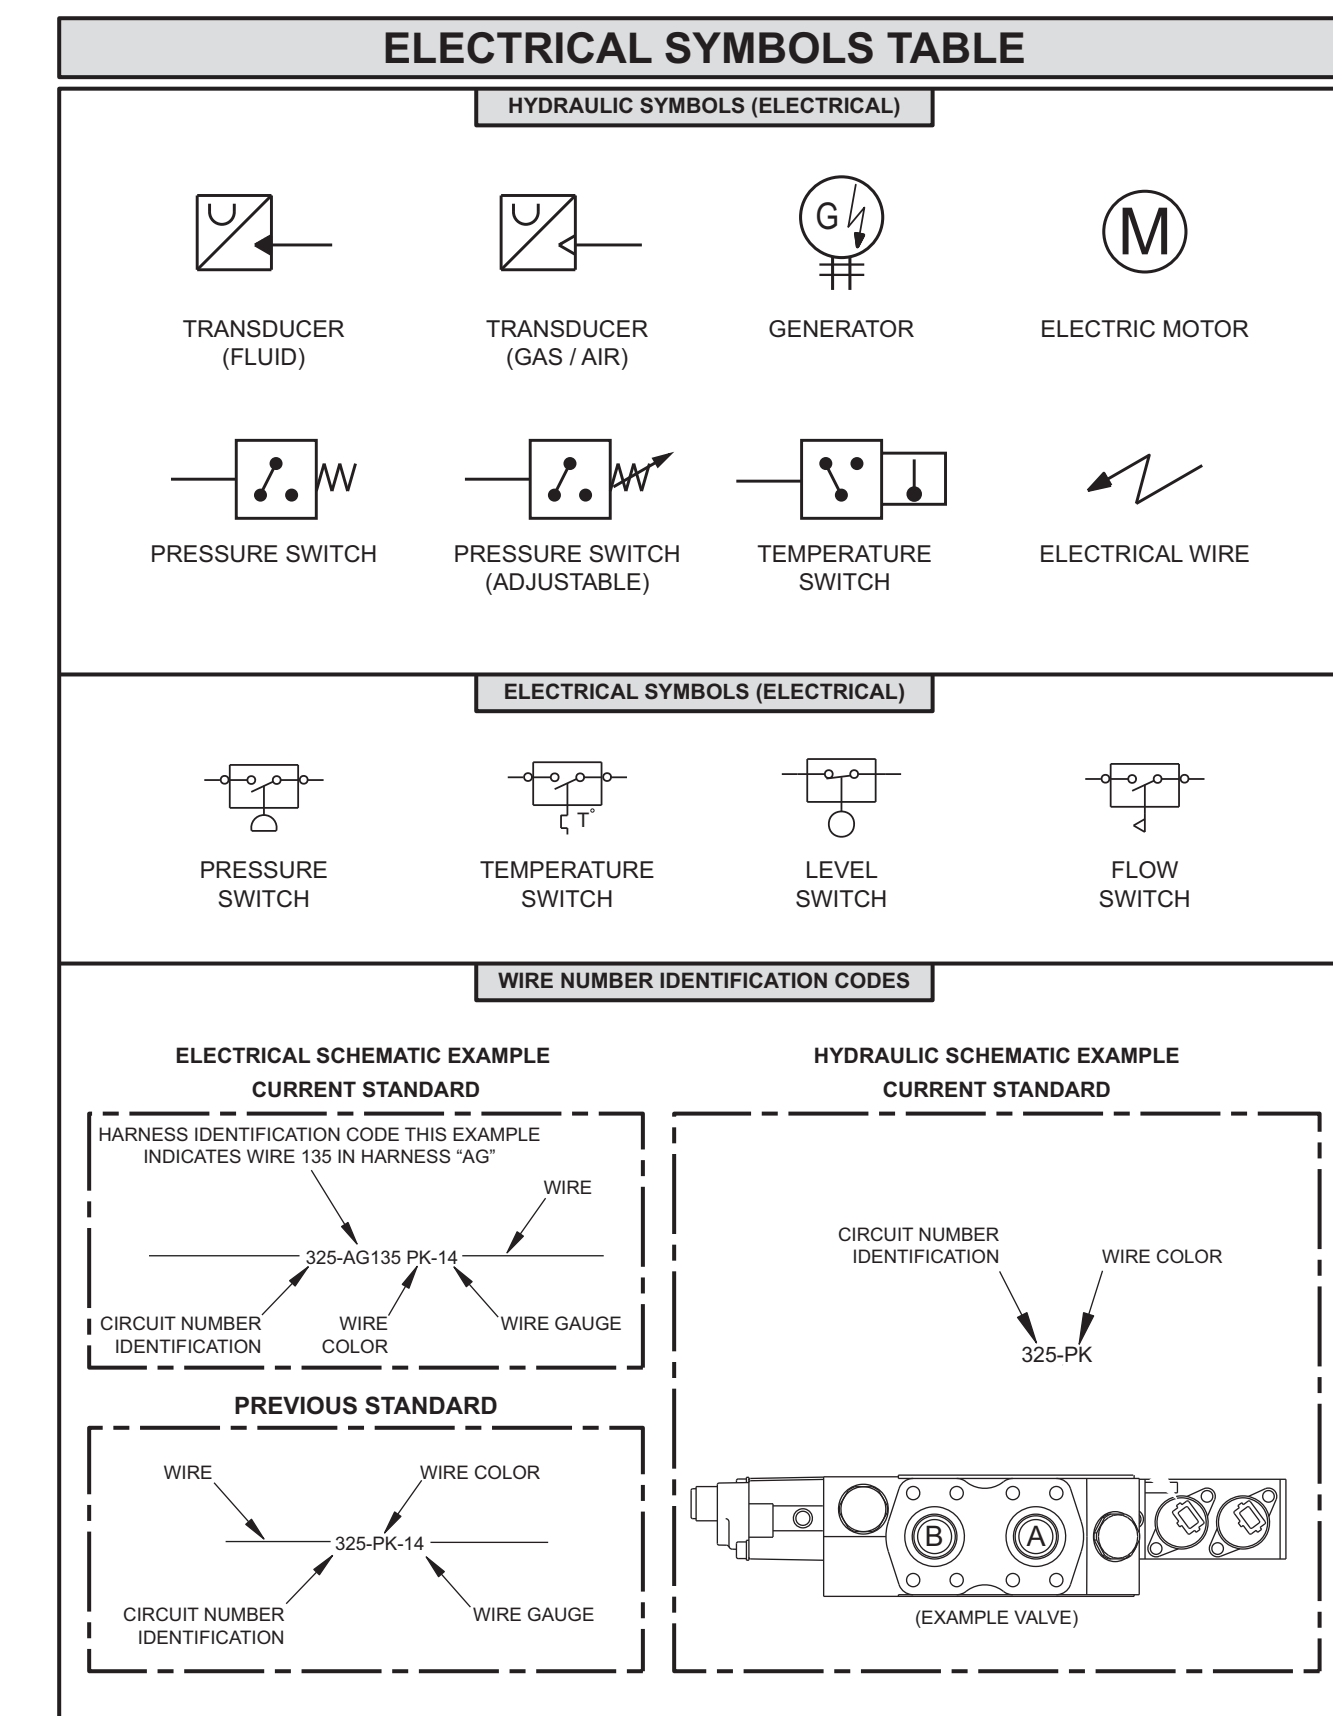 ELECTRICAL SYMBOLS TABLE
HYDRAULIC SYMBOLS (ELECTRICAL)
G
M
TRANSDUCER
(FLUID)
TRANSDUCER
(GAS / AIR)
GENERATOR
ELECTRIC MOTOR
PRESSURE SWITCH
PRESSURE SWITCH
(ADJUSTABLE)
TEMPERATURE
SWITCH
ELECTRICAL WIRE
ELECTRICAL SYMBOLS (ELECTRICAL)
T°
PRESSURE
SWITCH
TEMPERATURE
SWITCH
LEVEL
SWITCH
FLOW
SWITCH
WIRE NUMBER IDENTIFICATION CODES
ELECTRICAL SCHEMATIC EXAMPLE
CURRENT STANDARD
HARNESS IDENTIFICATION CODE THIS EXAMPLE
INDICATES WIRE 135 IN HARNESS “AG”
WIRE
325-AG135 PK-14
CIRCUIT NUMBER
IDENTIFICATION
WIRE
COLOR
WIRE GAUGE
PREVIOUS STANDARD
WIRE
WIRE COLOR
325-PK-14
CIRCUIT NUMBER
IDENTIFICATION
WIRE GAUGE
HYDRAULIC SCHEMATIC EXAMPLE
CURRENT STANDARD
CIRCUIT NUMBER
IDENTIFICATION
WIRE COLOR
325-PK
B
A
(EXAMPLE VALVE)